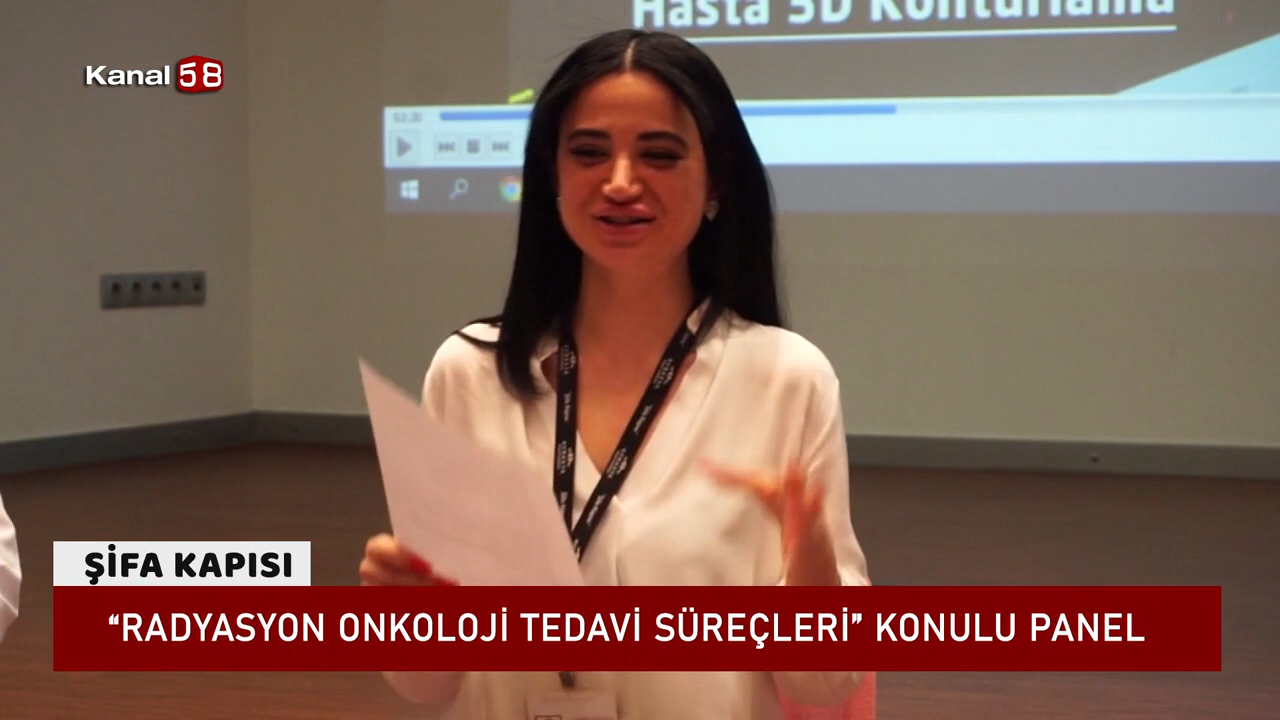 Hasta 3D Konturlama
Kanal 58
ŞİFA KAPISI
“RADYASYON ONKOLOJİ TEDAVİ SÜREÇLERİ” KONULU PANEL